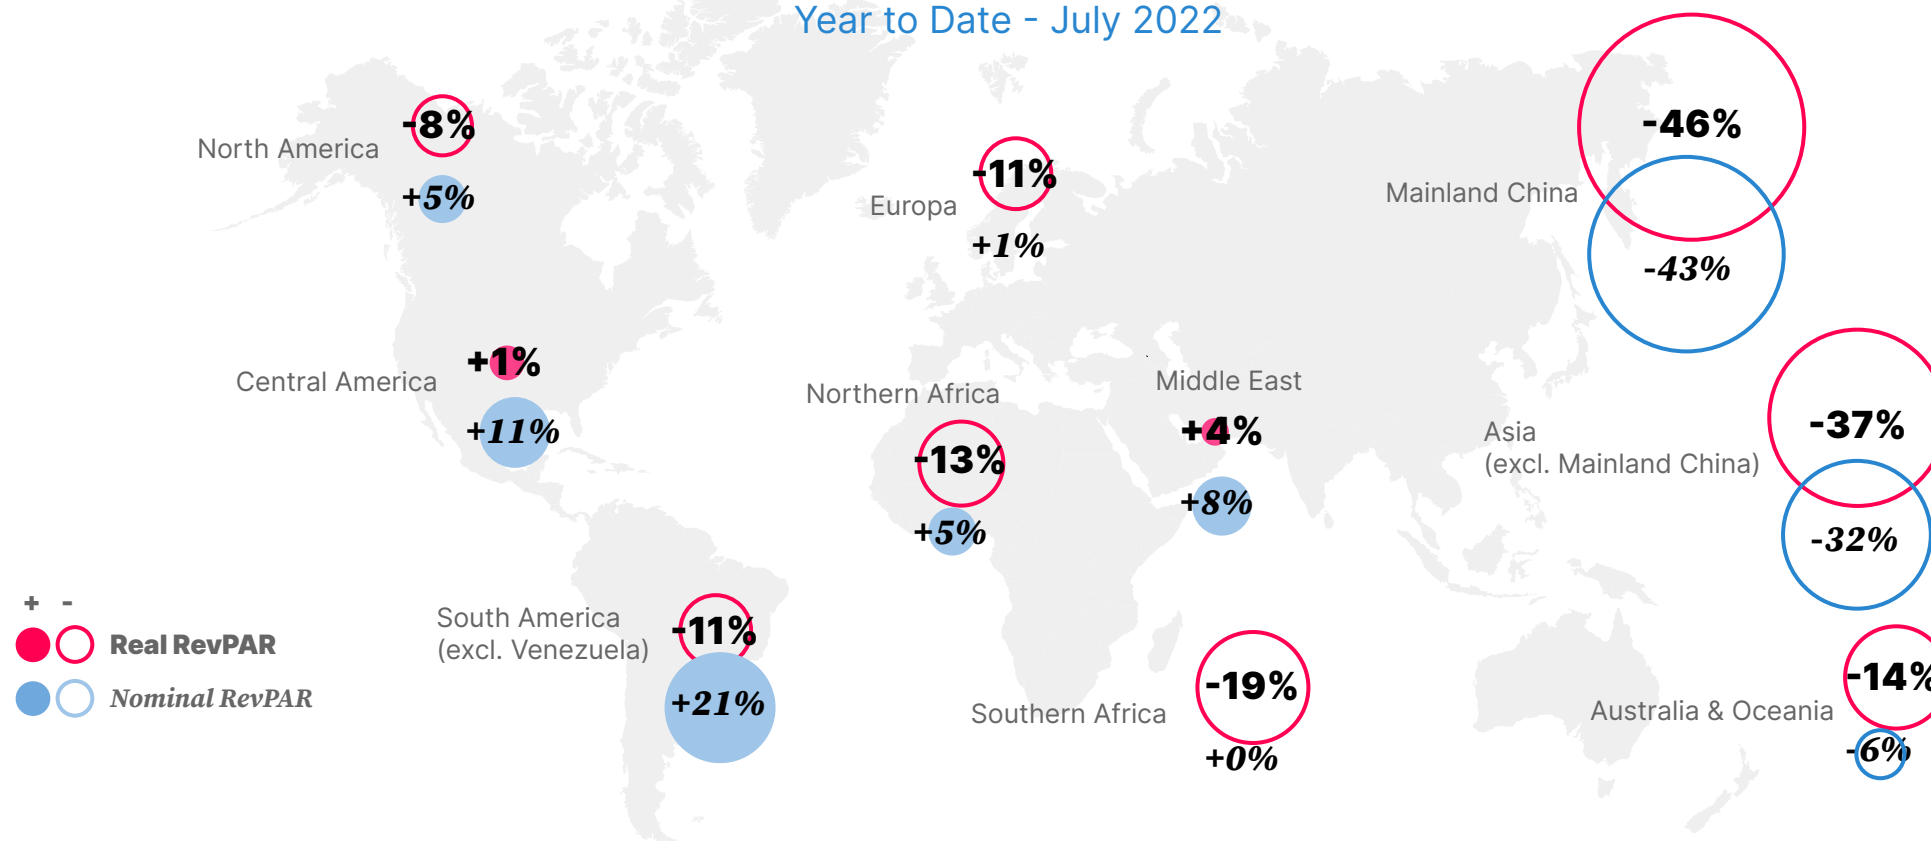 Year to Date - July 2022
North America
-8%
+5%
Europa
-11%
+1%
Mainland China
-46%
-43%
Central America
+1%
+11%
Northern Africa
-13%
+5%
Middle East
+4%
+8%
Asia
(excl. Mainland China)
-37%
-32%
South America
(excl. Venezuela)
-11%
+21%
Southern Africa
-19%
+0%
Australia & Oceania
-14%
-6%
+ -
Real RevPAR
Nominal RevPAR